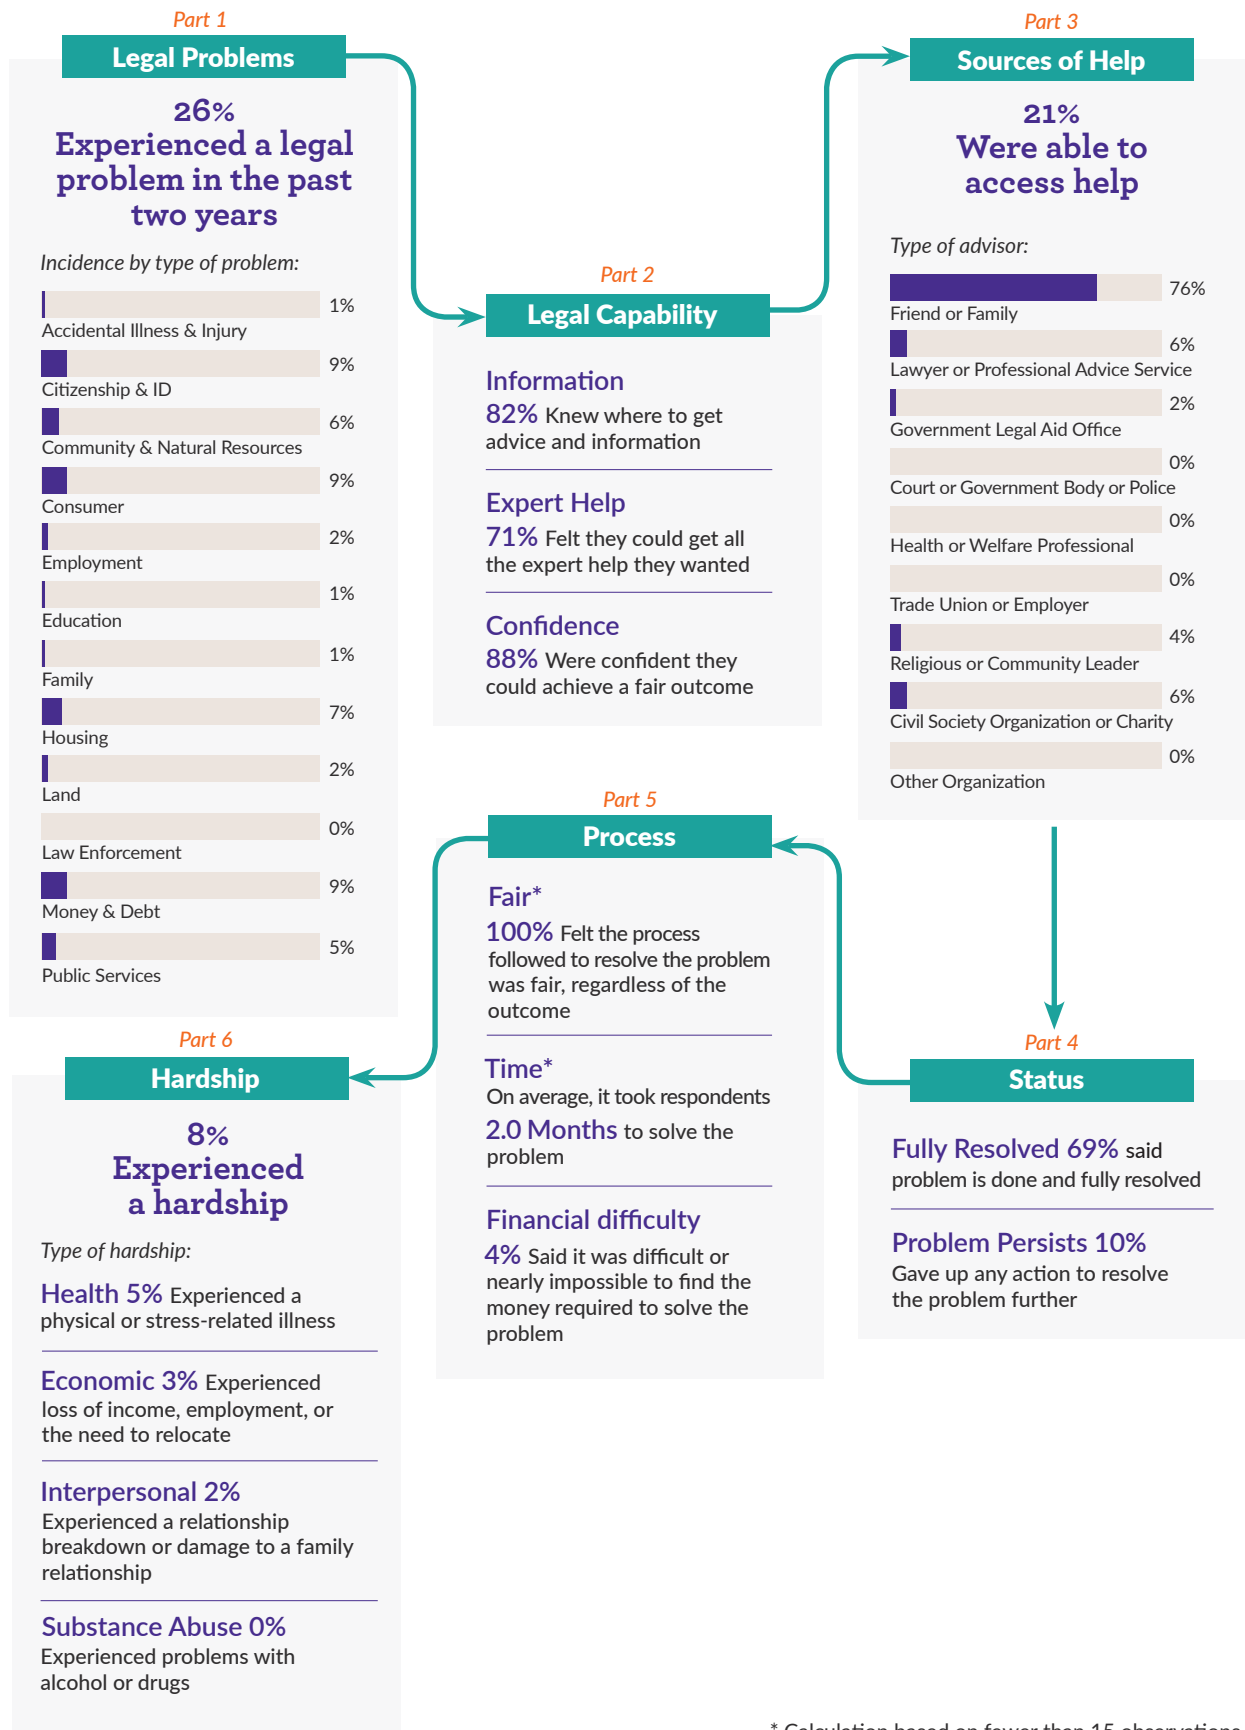 Part 1
Legal Problems
26%
Experienced a legal
problem in the past
two years
Incidence by type of problem:
1%
Accidental Illness & Injury
9%
Citizenship & ID
6%
Community & Natural Resources
9%
Consumer
2%
Employment
1%
Education
1%
Family
7%
Housing
2%
Land
0%
Law Enforcement
9%
Money & Debt
5%
Public Services
Part 2
Legal Capability
Information
82% Knew where to get
advice and information
Expert Help
71% Felt they could get all
the expert help they wanted
Confidence
88% Were confident they
could achieve a fair outcome
Part 3
Sources of Help
21%
Were able to
access help
Type of advisor:
76%
Friend or Family
6%
Lawyer or Professional Advice Service
2%
Government Legal Aid Office
0%
Court or Government Body or Police
0%
Health or Welfare Professional
0%
Trade Union or Employer
4%
Religious or Community Leader
6%
Civil Society Organization or Charity
0%
Other Organization
Part 4
Status
Fully Resolved 69% said
problem is done and fully resolved
Problem Persists 10%
Gave up any action to resolve
the problem further
Part 5
Process
Fair*
100% Felt the process
followed to resolve the problem
was fair, regardless of the
outcome
Time*
On average, it took respondents
2.0 Months to solve the
problem
Financial difficulty
4% Said it was difficult or
nearly impossible to find the
money required to solve the
problem
Part 6
Hardship
8%
Experienced
a hardship
Type of hardship:
Health 5% Experienced a
physical or stress-related illness
Economic 3% Experienced
loss of income, employment, or
the need to relocate
Interpersonal 2%
Experienced a relationship
breakdown or damage to a family
relationship
Substance Abuse 0%
Experienced problems with
alcohol or drugs
* Calculation based on fewer than 15 observations